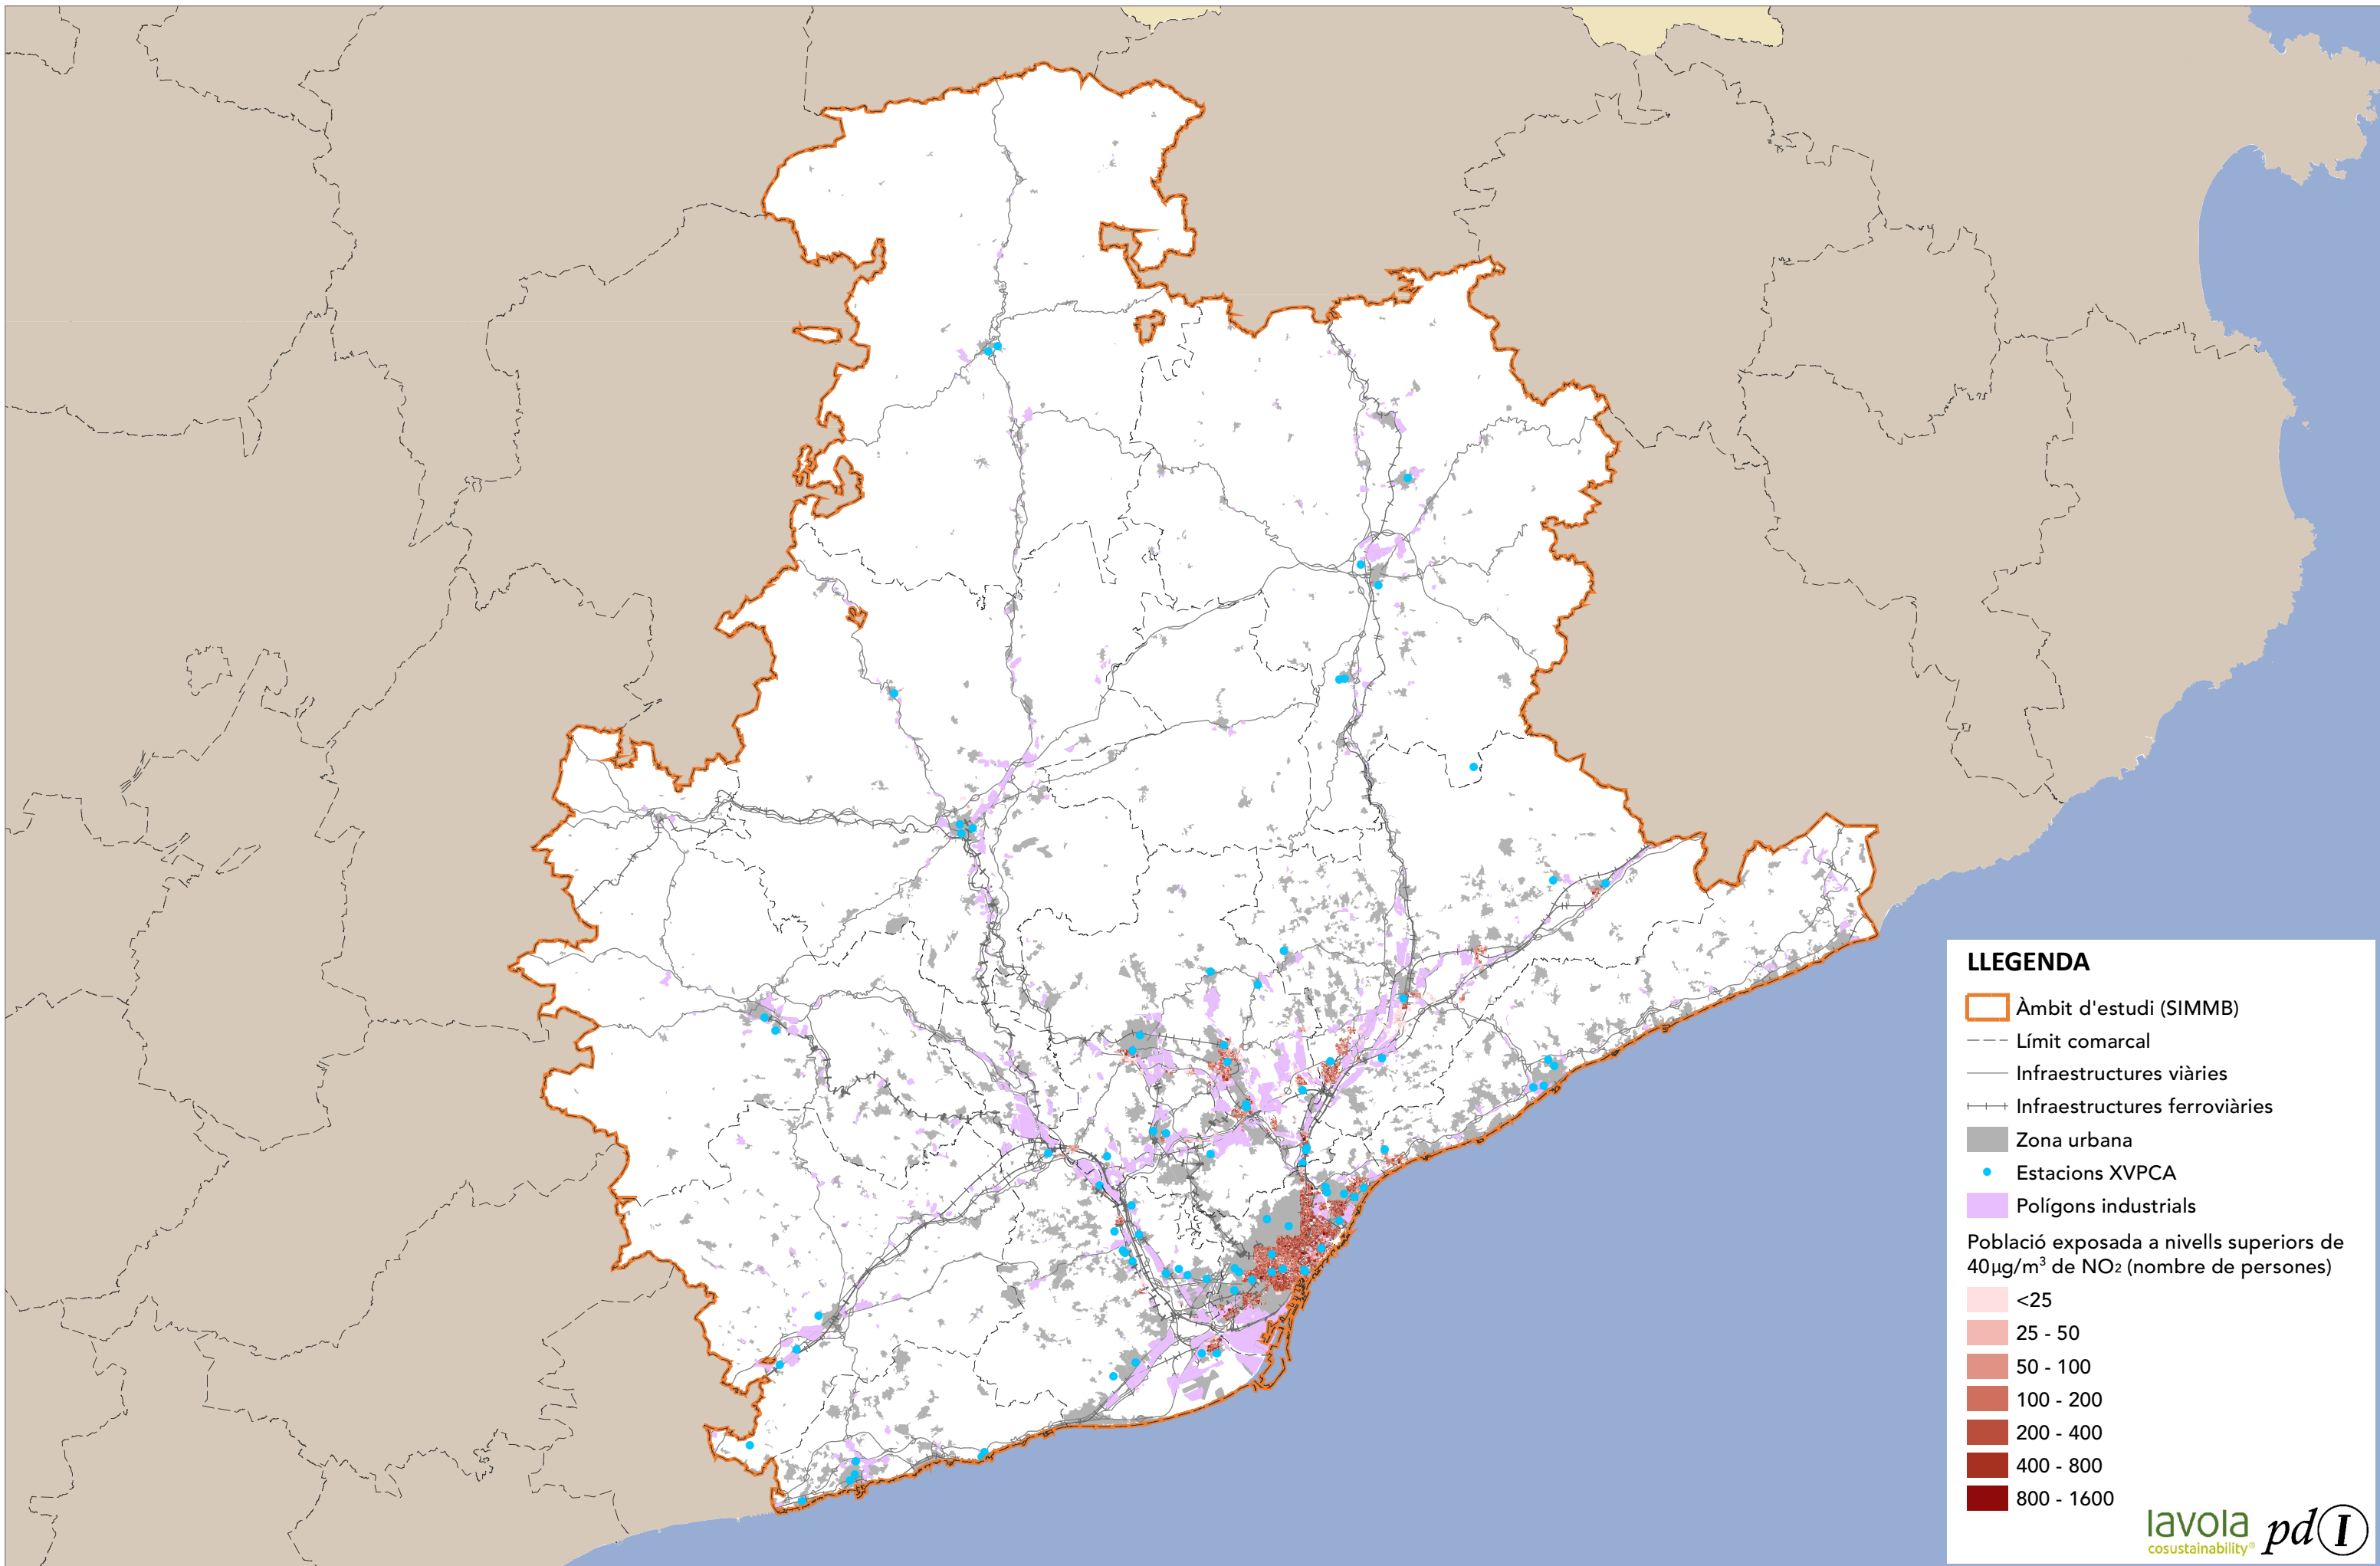 LLEGENDA
Àmbit d'estudi (SIMMB)
Límit comarcal
Infraestructures viàries
Infraestructures ferroviàries
Zona urbana
Estacions XVPCA
Polígons industrials
Població exposada a nivells superiors de
40µg/m³ de NO2 (nombre de persones)
<25
25 - 50
50 - 100
100 - 200
200 - 400
400 - 800
800 - 1600
lavola
cosustainability®
pd I